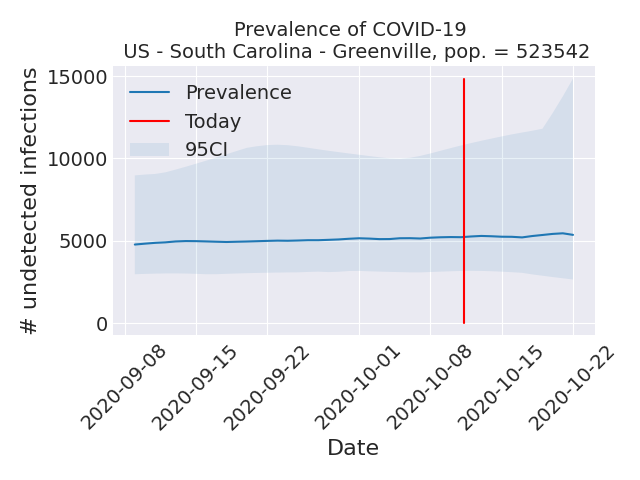 Prevalence of COVID-19
US - South Carolina - Greenville, pop. = 523542
# undetected infections
15000
10000
5000
0
Prevalence
Today
95CI
2020-09-08
2020-09-15
2020-09-22
2020-10-01
2020-10-08
2020-10-15
2020-10-22
Date